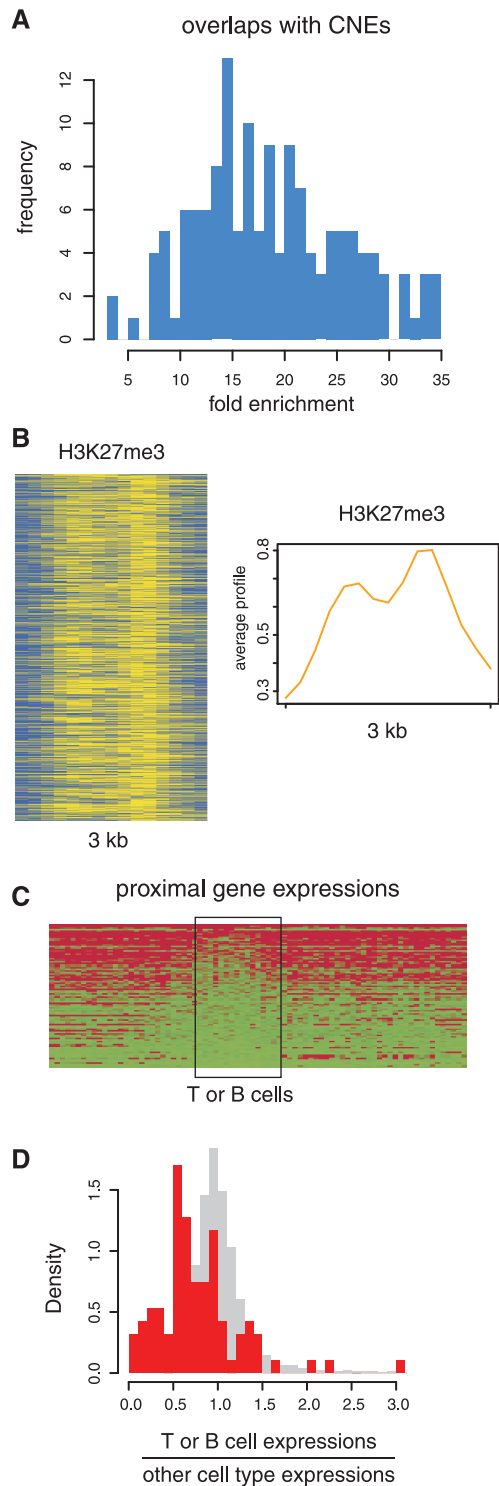 A
overlaps with CNEs
frequency
0 2 4 6 8 10 12
5 10 15 20 25 30 35
fold enrichment
B
H3K27me3
3 kb
H3K27me3
average profile
0.3 0.5 0.8
3 kb
C
proximal gene expressions
T or B cells
D
Density
0.0 0.5 1.0 1.5
0.0 0.5 1.0 1.5 2.0 2.5 3.0
T or B cell expressions
other cell type expressions